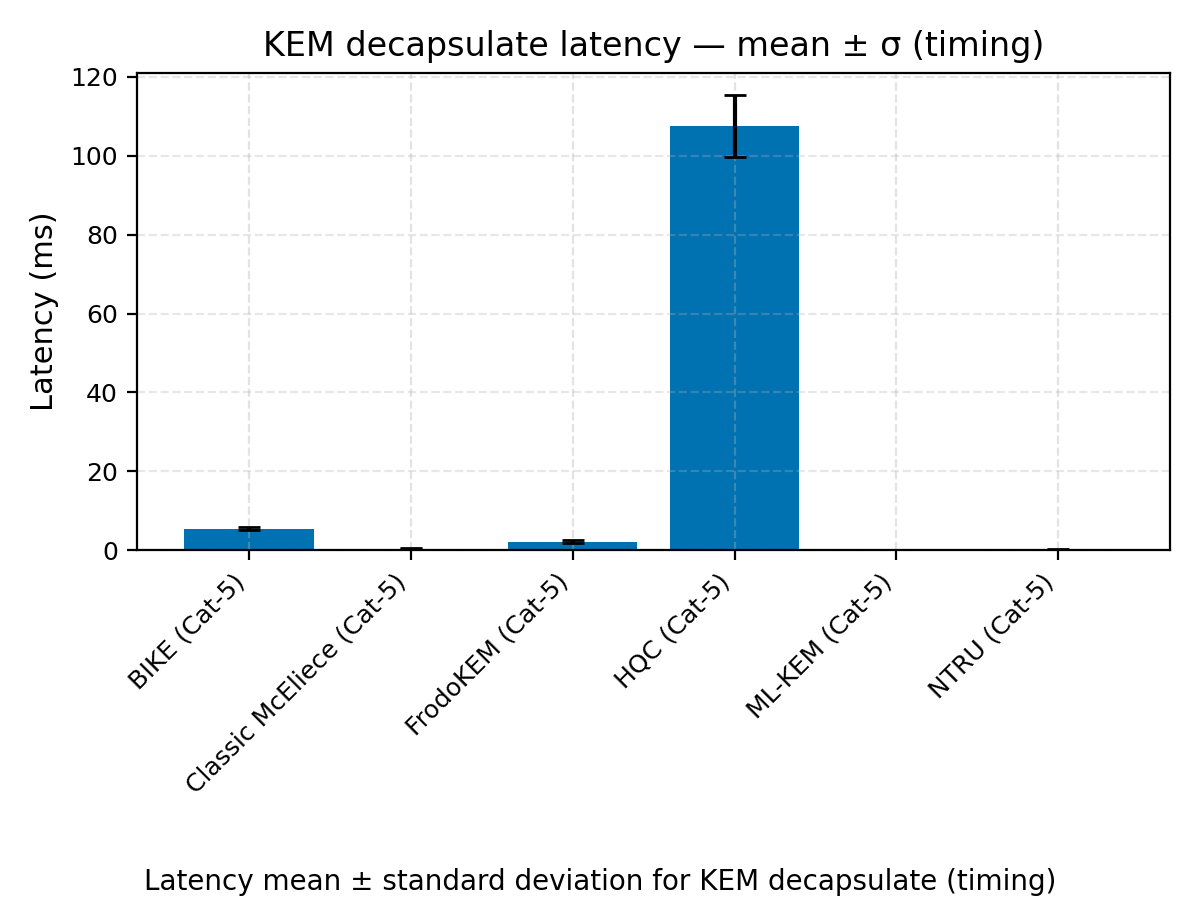 KEM decapsulate latency — mean ± σ (timing)
120
100
80
60
40
20
0
Latency (ms)
BIKE (Cat-5)
Classic McEliece (Cat-5)
FrodoKEM (Cat-5)
HQC (Cat-5)
ML-KEM (Cat-5)
NTRU (Cat-5)
Latency mean ± standard deviation for KEM decapsulate (timing)